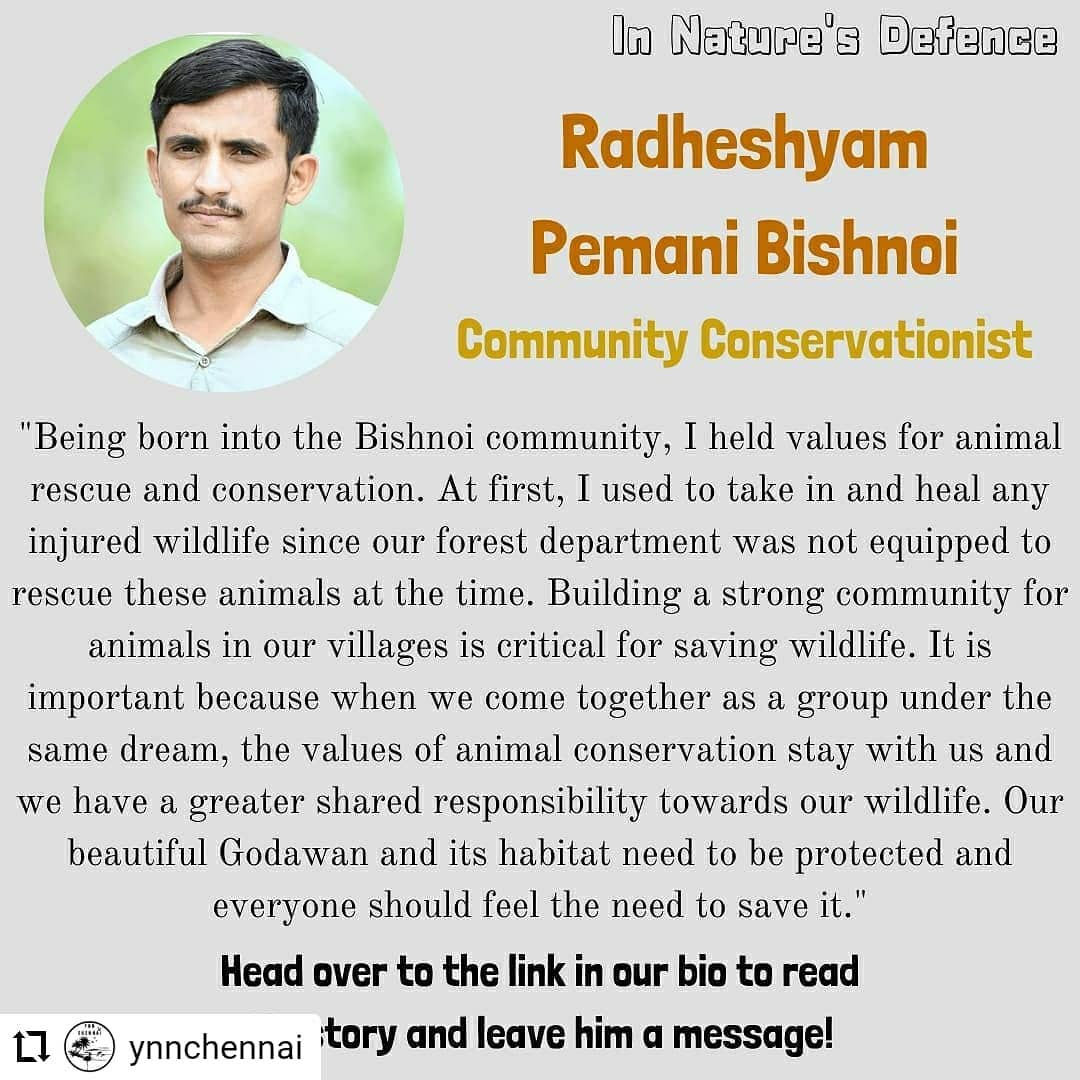 In Nature's Defence
Radheshyam
Pemani Bishnoi
Community Conservationist
"Being born into the Bishnoi community, I held values for animal
rescue and conservation. At first, I used to take in and heal any
injured wildlife since our forest department was not equipped to
rescue these animals at the time. Building a strong community for
animals in our villages is critical for saving wildlife. It is
important because when we come together as a group under the
same dream, the values of animal conservation stay with us and
we have a greater shared responsibility towards our wildlife. Our
beautiful Godawan and its habitat need to be protected and
everyone should feel the need to save it."
Head over to the link in our bio to read
tory and leave him a message!
YNN
CHENNAI
ynnchennai